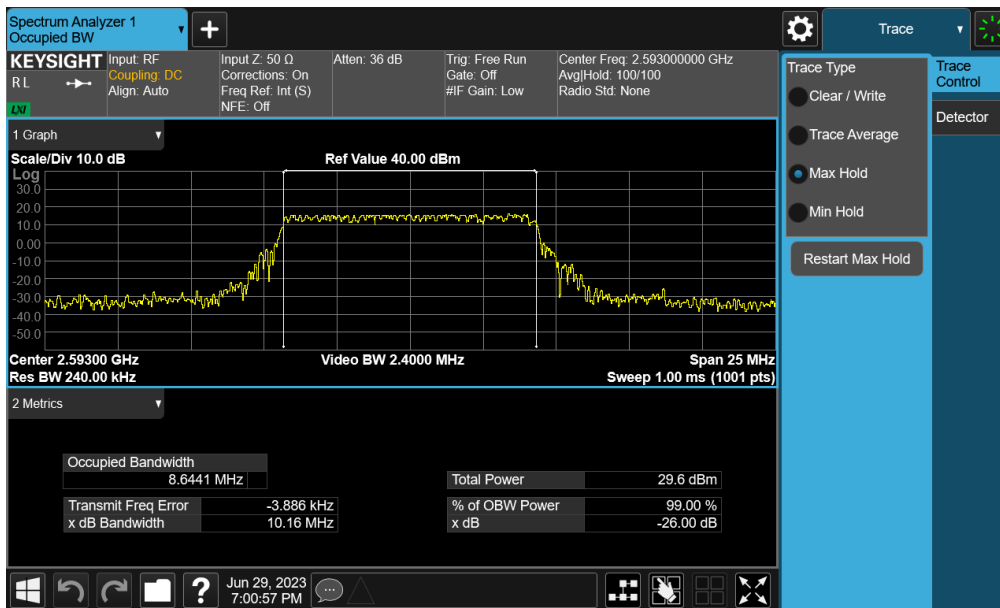 Spectrum Analyzer 1
Occupied BW
Trace
KEYSIGHT
R L
LXI
Input: RF
Coupling: DC
Align: Auto
Input Z: 50 Ω
Corrections: On
Freq Ref: Int (S)
NFE: Off
Atten: 36 dB
Trig: Free Run
Gate: Off
#IF Gain: Low
Center Freq: 2.593000000 GHz
Avg|Hold: 100/100
Radio Std: None
Trace Type
Clear / Write
Trace Average
Max Hold
Min Hold
Restart Max Hold
Trace
Control
Detector
1 Graph
Scale/Div 10.0 dB
Ref Value 40.00 dBm
Log
30.0
20.0
10.0
0.00
-10.0
-20.0
-30.0
-40.0
-50.0
Center 2.59300 GHz
Video BW 2.4000 MHz
Span 25 MHz
Res BW 240.00 kHz
Sweep 1.00 ms (1001 pts)
2 Metrics
Occupied Bandwidth
8.6441 MHz
Total Power 29.6 dBm
Transmit Freq Error -3.886 kHz
% of OBW Power 99.00 %
x dB Bandwidth 10.16 MHz
x dB -26.00 dB
?
Jun 29, 2023
7:00:57 PM